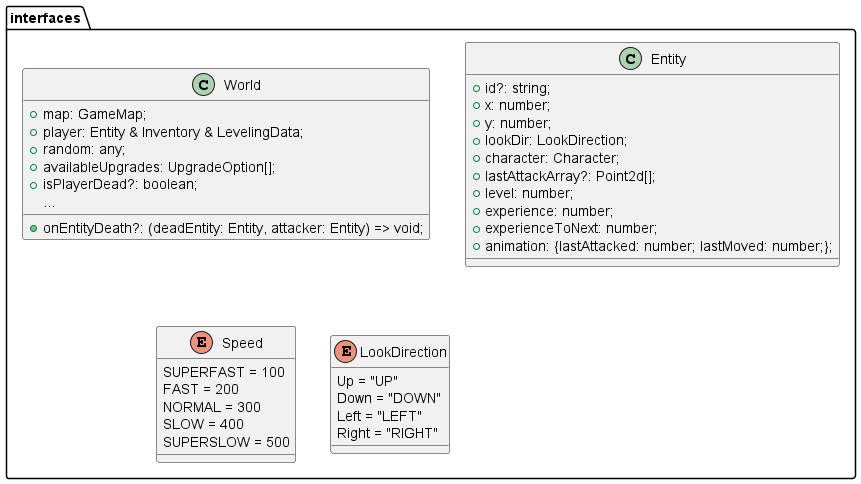 interfaces
C World
map: GameMap;
player: Entity & Inventory & LevelingData;
random: any;
availableUpgrades: UpgradeOption[];
isPlayerDead?: boolean;
...
onEntityDeath?: (deadEntity: Entity, attacker: Entity) => void;
C Entity
id?: string;
x: number;
y: number;
lookDir: LookDirection;
character: Character;
lastAttackArray?: Point2d[];
level: number;
experience: number;
experienceToNext: number;
animation: {lastAttacked: number; lastMoved: number;};
E Speed
SUPERFAST = 100
FAST = 200
NORMAL = 300
SLOW = 400
SUPERSLOW = 500
E LookDirection
Up = "UP"
Down = "DOWN"
Left = "LEFT"
Right = "RIGHT"